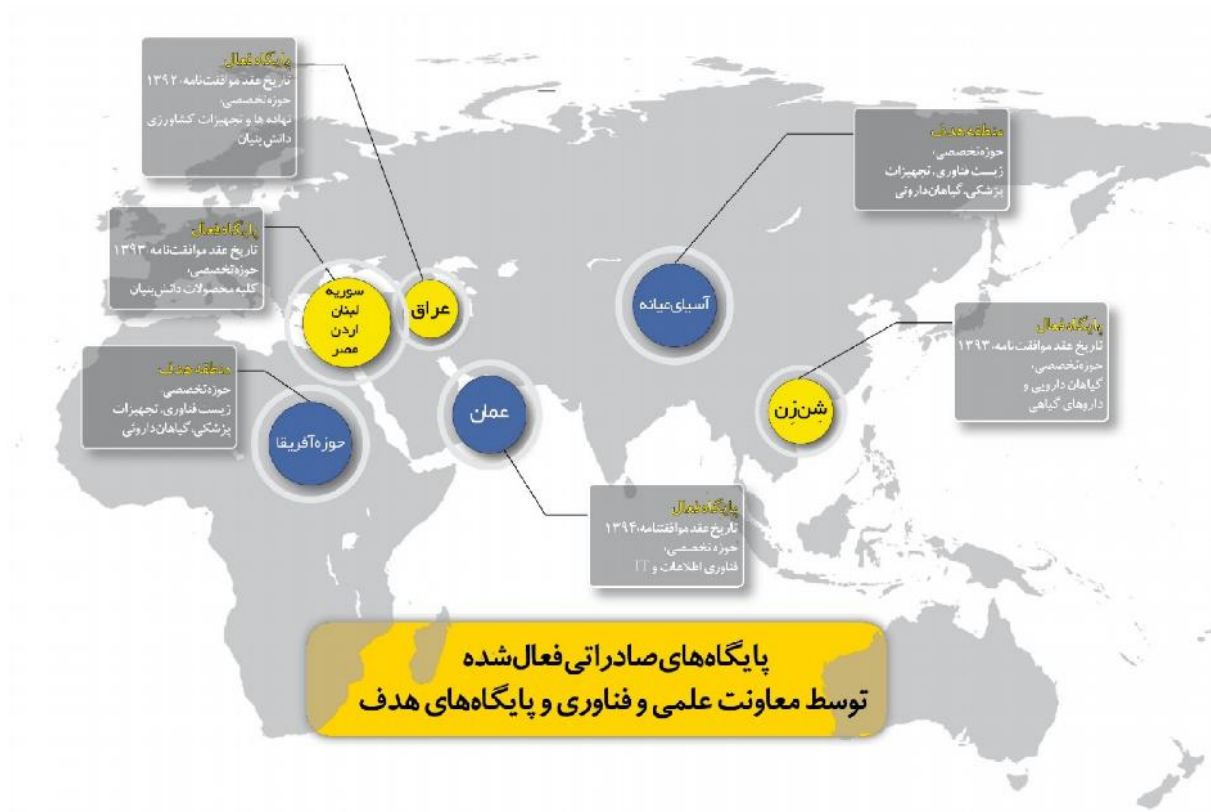 پایگاه فعال
تاریخ عقد موافقت‌نامه، ۱۳۹۲
حوزه تخصصی:
نهاده ها و تجهیزات کشاورزی
دانش بنیان
منطقه هدف
حوزه تخصصی:
زیست فناوری، تجهیزات
پزشکی، گیاهان داروئی
پایگاه فعال
تاریخ عقد موافقت‌نامه، ۱۳۹۳
حوزه تخصصی:
کلیه محصولات دانش بنیان
سوریه
لبنان
اردن
مصر
عراق
آسیای میانه
پایگاه فعال
تاریخ عقد موافقت‌نامه، ۱۳۹۳
حوزه تخصصی:
گیاهان دارویی و
داروهای گیاهی
منطقه هدف
حوزه تخصصی
زیست فناوری، تجهیزات
پزشکی، گیاهان داروئی
حوزه آفریقا
عمان
شِن‌زِن
پایگاه فعال
تاریخ عقد موافقتنامه، ۱۳۹۴
حوزه تخصصی:
فناوری اطلاعات و IT
پایگاه‌های صادراتی فعال‌شده
توسط معاونت علمی و فناوری و پایگاه‌های هدف